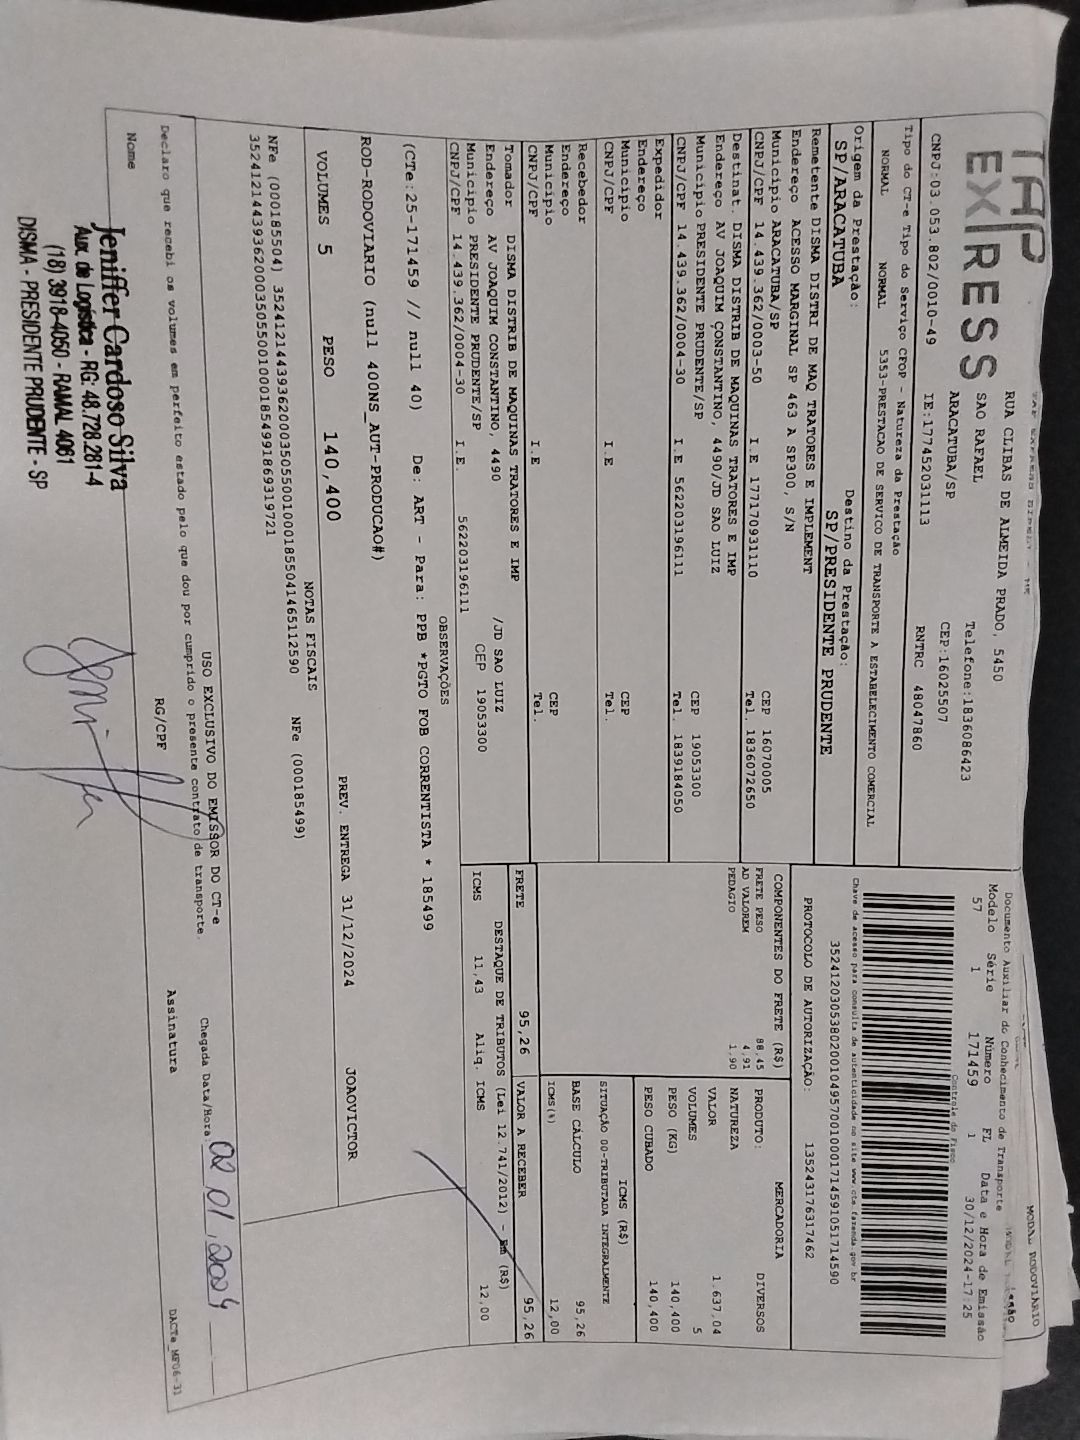 TAP
EXPRESS
RUA CLIBAS DE ALMEIDA PRADO, 5450
SAO RAFAEL
Telefone:1836086423
ARACATUBA/SP
CEP:16025507
CNPJ:03.053.802/0010-49 IE:177452031113 RNTRC 48047860
Tipo do CT-e Tipo do Serviço CFOP - Natureza da Prestação
NORMAL NORMAL 5353-PRESTACAO DE SERVICO DE TRANSPORTE A ESTABELECIMENTO COMERCIAL
Origem da Prestação: Destino da Prestação:
SP/ARACATUBA SP/PRESIDENTE PRUDENTE
Remetente DISMA DISTRI DE MAQ TRATORES E IMPLEMENT
Endereço ACESSO MARGINAL SP 463 A SP300, S/N
Municipio ARACATUBA/SP CEP 16070005
CNPJ/CPF 14.439.362/0003-50 I.E 177170931110 Tel. 1836072650
Destinat. DISMA DISTRIB DE MAQUINAS TRATORES E IMP
Endereço AV JOAQUIM CONSTANTINO, 4490/JD SAO LUIZ
Municipio PRESIDENTE PRUDENTE/SP CEP 19053300
CNPJ/CPF 14.439.362/0004-30 I.E 562203196111 Tel. 1839184050
Expedidor
Endereço
Municipio CEP
CNPJ/CPF I.E Tel.
Recebedor
Endereço
Municipio CEP
CNPJ/CPF I.E Tel.
Tomador DISMA DISTRIB DE MAQUINAS TRATORES E IMP
Endereço AV JOAQUIM CONSTANTINO, 4490 /JD SAO LUIZ
Municipio PRESIDENTE PRUDENTE/SP CEP 19053300
CNPJ/CPF 14.439.362/0004-30 I.E. 562203196111
MODAL RODOVIÁRIO
Documento Auxiliar do Conhecimento de Transporte
Modelo Série Número FL Data e Hora de Emissão
57 1 171459 1 30/12/2024-17:25
Controle do Fisco
Chave de acesso para consulta de autenticidade no site www.cte.fazenda.gov.br
35241203053802001049570010001714591051714590
PROTOCOLO DE AUTORIZAÇÃO: 135243176317462
COMPONENTES DO FRETE (R$)
FRETE PESO 88,45
AD VALOREM 4,91
PEDAGIO 1,90
MERCADORIA
PRODUTO: DIVERSOS
NATUREZA
VALOR 1.637,04
VOLUMES 5
PESO (KG) 140,400
PESO CUBADO 140,400
ICMS (R$)
SITUAÇÃO 00-TRIBUTADA INTEGRALMENTE
BASE CÁLCULO 95,26
ICMS(%) 12,00
FRETE 95,26 VALOR A RECEBER 95,26
DESTAQUE DE TRIBUTOS (Lei 12.741/2012) - Em (R$)
ICMS 11,43 Aliq. ICMS 12,00
OBSERVAÇÕES
(CTe:25-171459 // null 40) De: ART - Para: PPB *PGTO FOB CORRENTISTA * 185499
ROD-RODOVIARIO (null 400NS_AUT-PRODUCAO#)
VOLUMES 5 PESO 140,400 PREV. ENTREGA 31/12/2024 JOAOVICTOR
NOTAS FISCAIS
NFe (000185504) 35241214439362000350550010001855041465112590 NFe (000185499)
35241214439362000350550010001854991869319721
USO EXCLUSIVO DO EMISSOR DO CT-e
Declaro que recebi os volumes em perfeito estado pelo que dou por cumprido o presente contrato de transporte.
Chegada Data/Hora 02 01, 2024
Nome RG/CPF Assinatura
DACTe_MF06-31
Jeniffer Cardoso Silva
Aux. de Logística - RG: 48.728.281-4
(18) 3918-4050 - RAMAL 4061
DISMA - PRESIDENTE PRUDENTE - SP